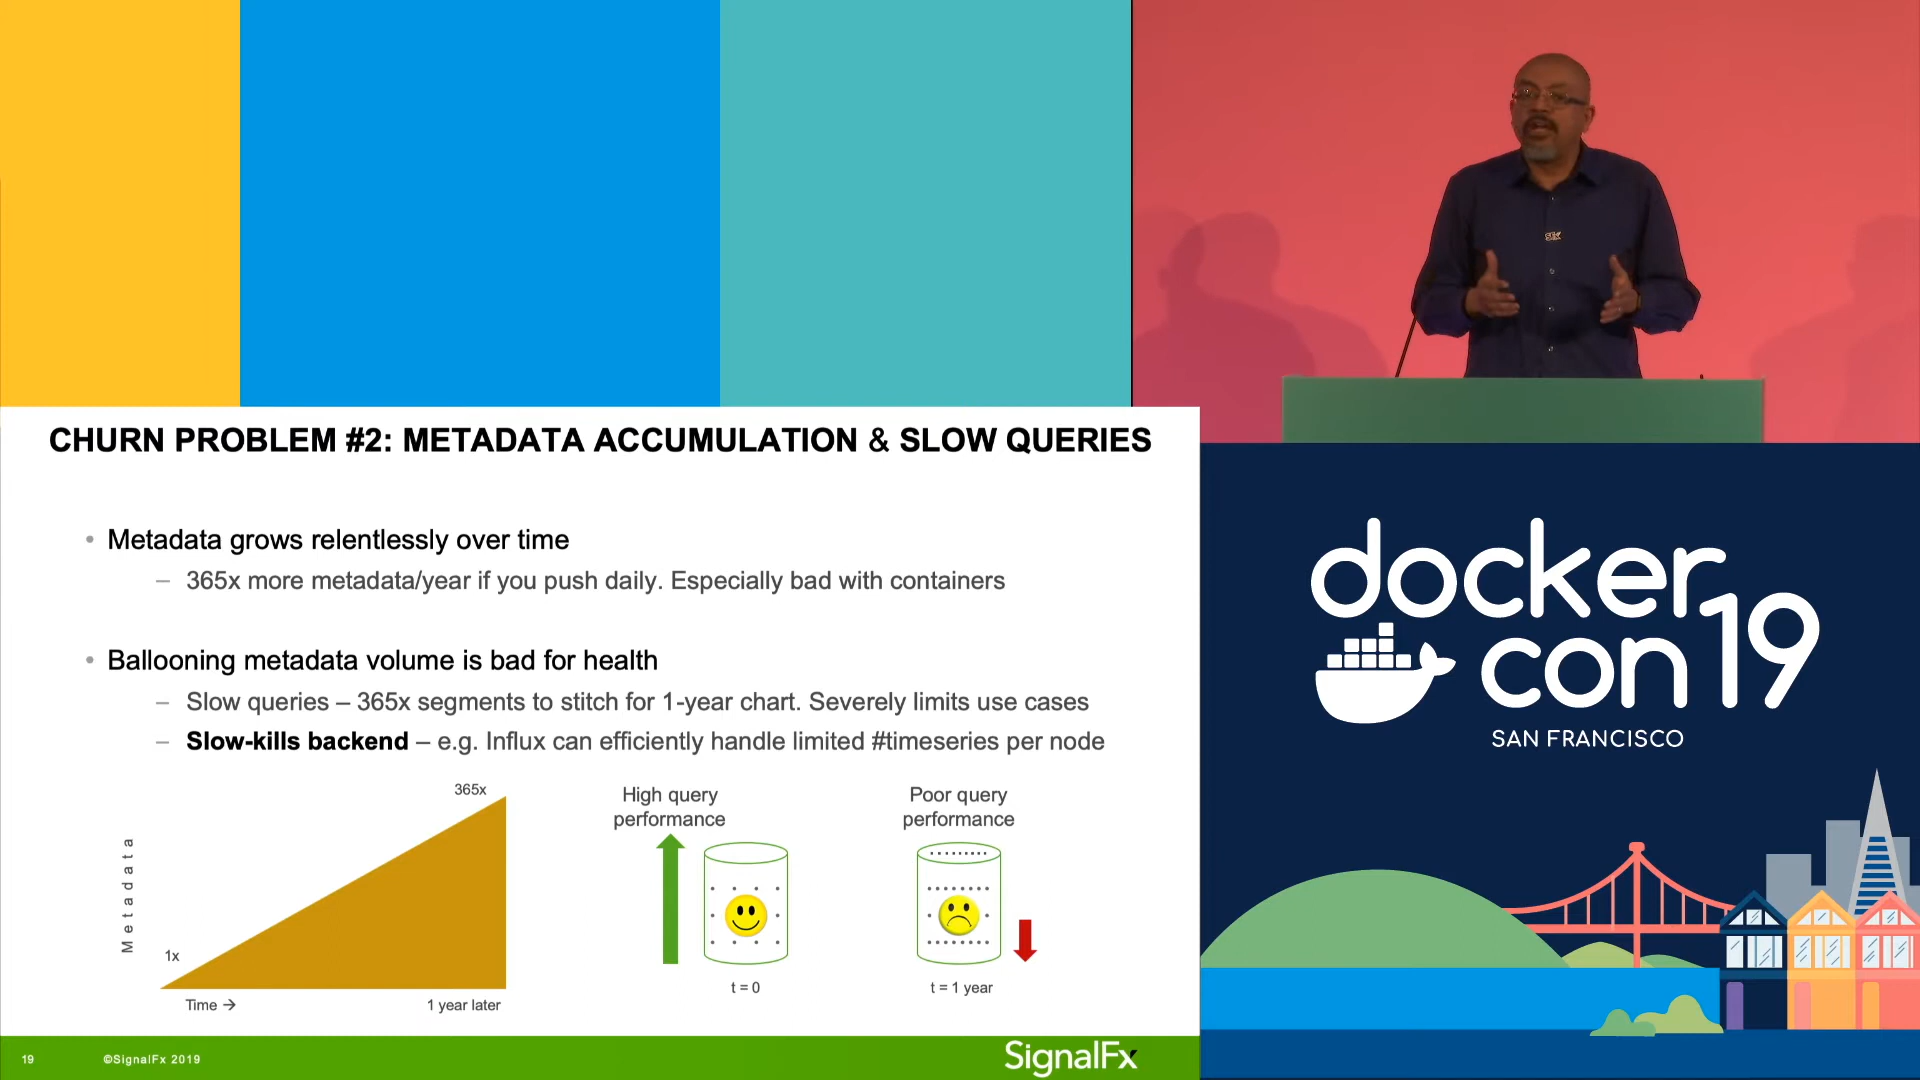 CHURN PROBLEM #2: METADATA ACCUMULATION & SLOW QUERIES
• Metadata grows relentlessly over time
– 365x more metadata/year if you push daily. Especially bad with containers
• Ballooning metadata volume is bad for health
– Slow queries – 365x segments to stitch for 1-year chart. Severely limits use cases
– Slow-kills backend – e.g. Influx can efficiently handle limited #timeseries per node
365x
Metadata
1x
Time →
1 year later
High query
performance
t = 0
Poor query
performance
t = 1 year
19
©SignalFx 2019
SignalFx
docker
con19
SAN FRANCISCO